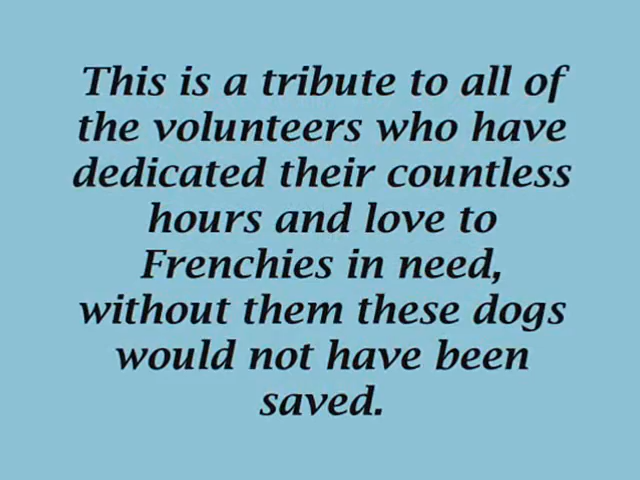 This is a tribute to all of
the volunteers who have
dedicated their countless
hours and love to
Frenchies in need,
without them these dogs
would not have been
saved.